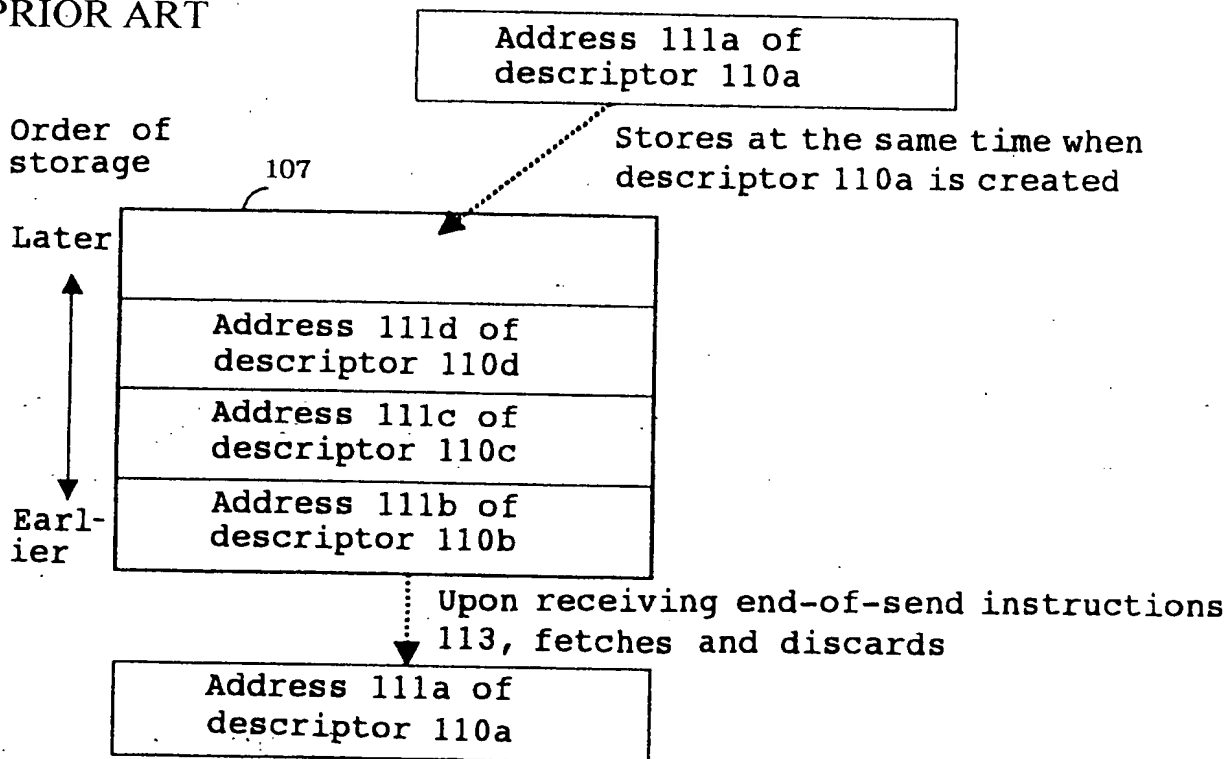 PRIOR ART
Address 111a of
descriptor 110a
Order of
storage
107
Stores at the same time when
descriptor 110a is created
Later
Address 111d of
descriptor 110d
Address 111c of
descriptor 110c
Address 111b of
descriptor 110b
Earl-
ier
Upon receiving end-of-send instructions
113, fetches and discards
Address 111a of
descriptor 110a